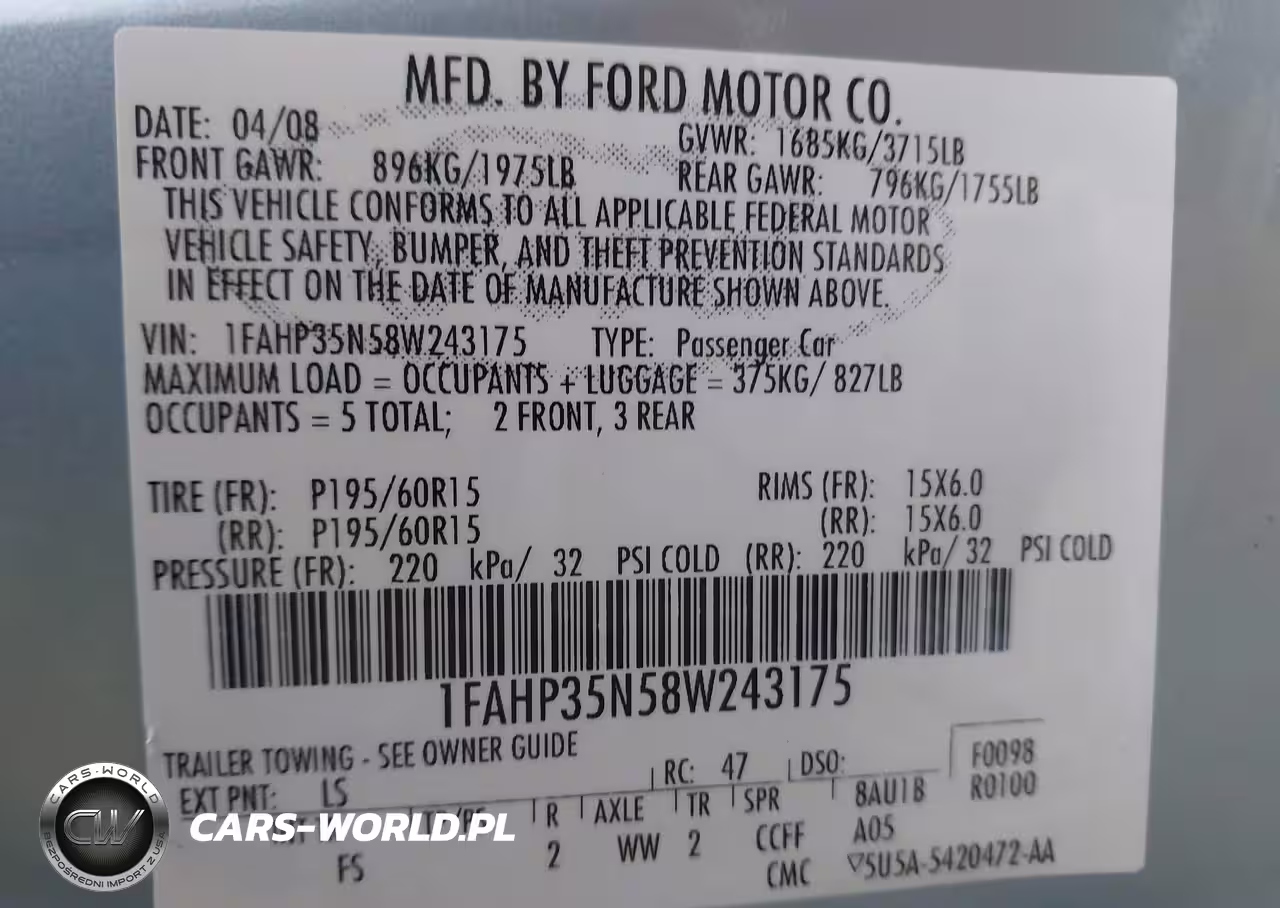 MFD. BY FORD MOTOR CO.
DATE: 04/08 GVWR: 1685KG/3715LB
FRONT GAWR: 896KG/1975LB REAR GAWR: 796KG/1755LB
THIS VEHICLE CONFORMS TO ALL APPLICABLE FEDERAL MOTOR
VEHICLE SAFETY, BUMPER, AND THEFT PREVENTION STANDARDS
IN EFFECT ON THE DATE OF MANUFACTURE SHOWN ABOVE.
VIN: 1FAHP35N58W243175 TYPE: Passenger Car
MAXIMUM LOAD = OCCUPANTS + LUGGAGE = 375KG/ 827LB
OCCUPANTS = 5 TOTAL; 2 FRONT, 3 REAR
TIRE (FR): P195/60R15 RIMS (FR): 15X6.0
(RR): P195/60R15 (RR): 15X6.0
PRESSURE (FR): 220 kPa/ 32 PSI COLD (RR): 220 kPa/ 32 PSI COLD
1FAHP35N58W243175
TRAILER TOWING - SEE OWNER GUIDE
EXT PNT: LS RC: 47 DSO: F0098
R0100
R AXLE TR SPR 8AU1B
FS 2 WW 2 CCFF A05
CMC 5U5A-5420472-AA
CARS-WORLD
CW
BEZPOŚREDNI IMPORT Z USA
CARS-WORLD.PL